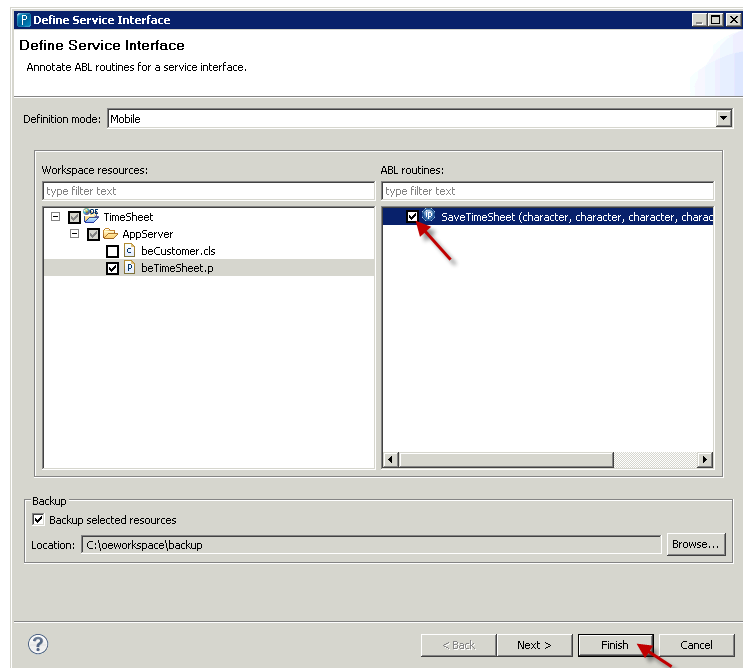 Define Service Interface
Define Service Interface
Annotate ABL routines for a service interface.
Definition mode: Mobile
Workspace resources:
type filter text
TimeSheet
AppServer
beCustomer.cls
beTimeSheet.p
ABL routines:
type filter text
SaveTimeSheet (character, character, character, charac
Backup
Backup selected resources
Location: C:\oeworkspace\backup Browse...
? < Back Next > Finish Cancel